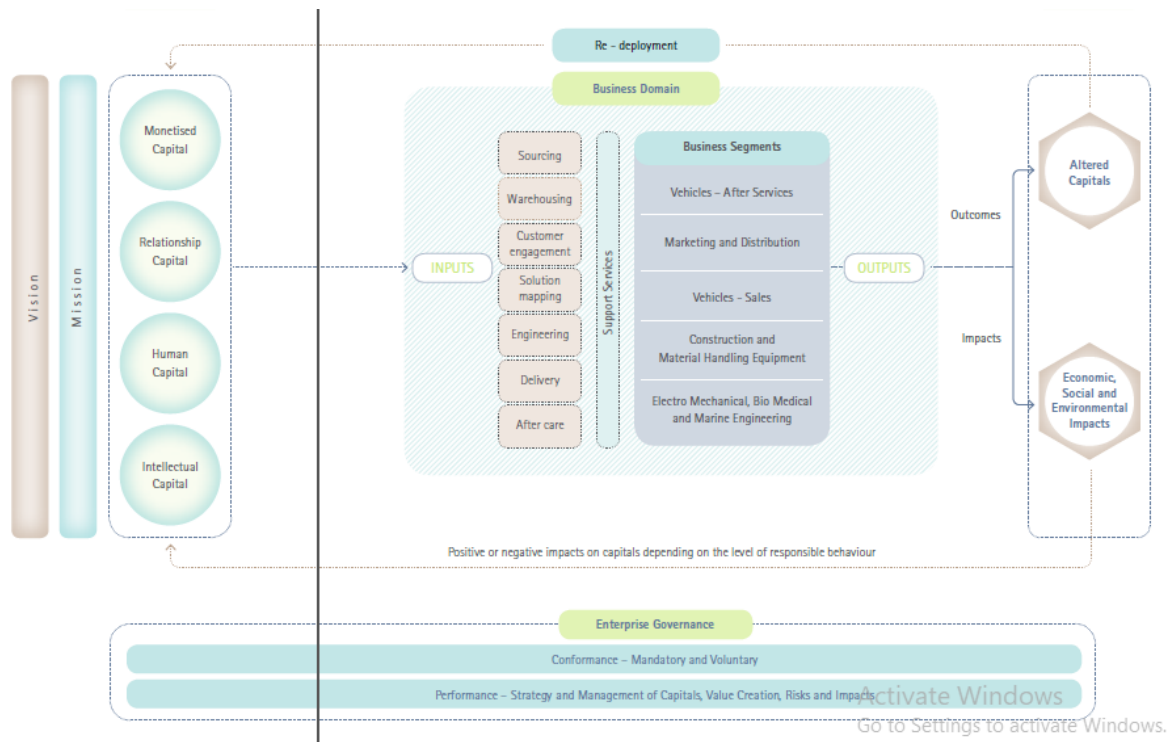 Re - deployment
Business Domain
Vision
Mission
Monetised
Capital
Relationship
Capital
Human
Capital
Intellectual
Capital
INPUTS
Sourcing
Warehousing
Customer
engagement
Solution
mapping
Engineering
Delivery
After care
Support Services
Business Segments
Vehicles – After Services
Marketing and Distribution
Vehicles – Sales
Construction and
Material Handling Equipment
Electro Mechanical, Bio Medical
and Marine Engineering
OUTPUTS
Outcomes
Impacts
Altered
Capitals
Economic,
Social and
Environmental
Impacts
Positive or negative impacts on capitals depending on the level of responsible behaviour
Enterprise Governance
Conformance – Mandatory and Voluntary
Performance – Strategy and Management of Capitals, Value Creation, Risks and Impacts
Activate Windows
Go to Settings to activate Windows.